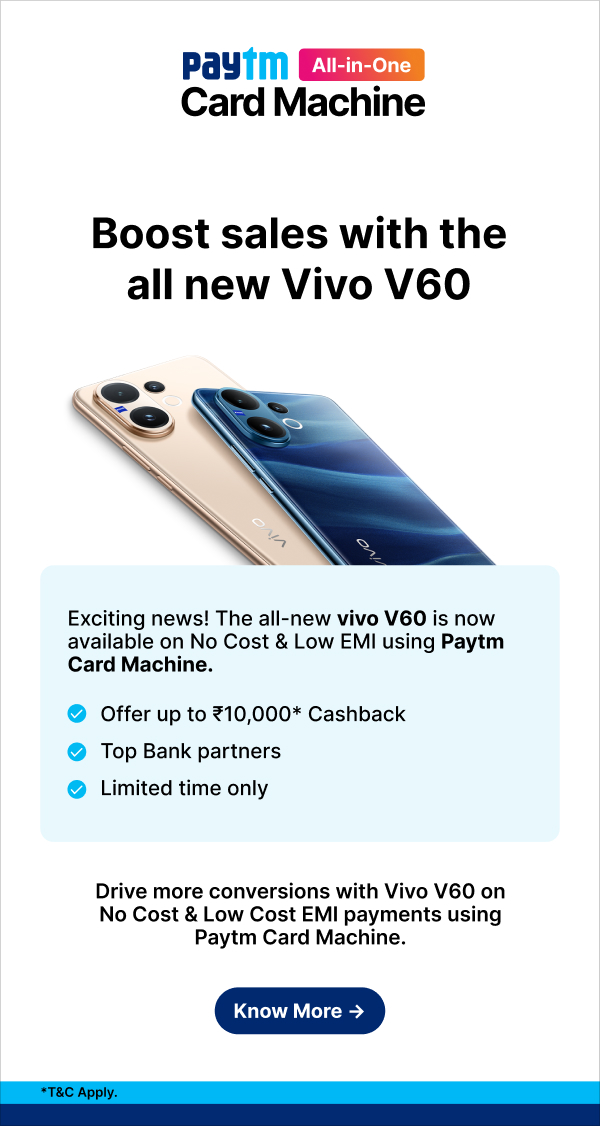 paytm All-in-One
Card Machine
Boost sales with the
all new Vivo V60
vivo
vivo
Exciting news! The all-new vivo V60 is now
available on No Cost & Low EMI using Paytm
Card Machine.
Offer up to ₹10,000* Cashback
Top Bank partners
Limited time only
Drive more conversions with Vivo V60 on
No Cost & Low Cost EMI payments using
Paytm Card Machine.
Know More →
*T&C Apply.